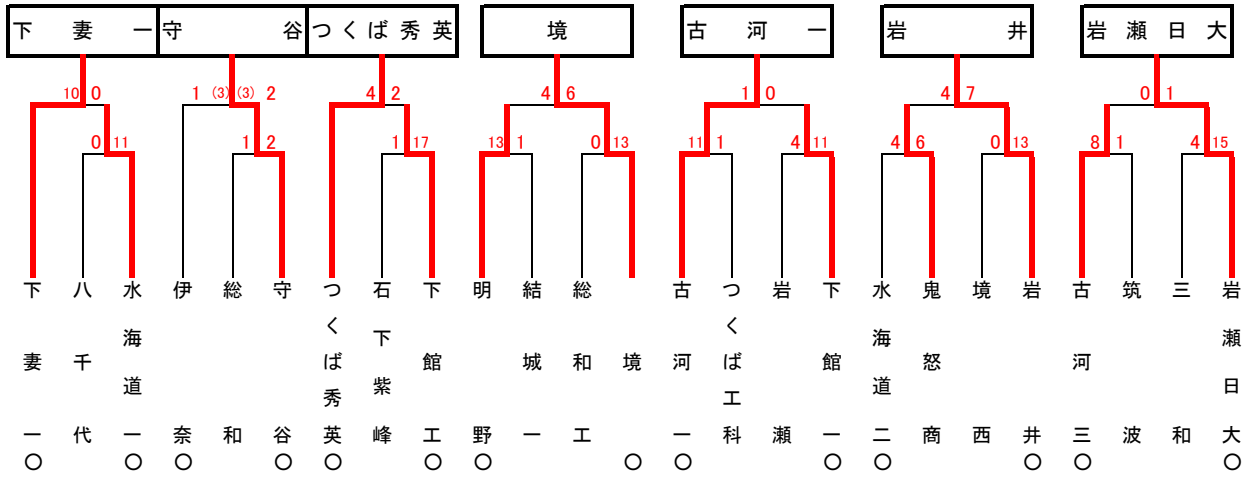 下妻一 守谷 つくば秀英 境 古河一 岩井 岩瀬日大
10 0 1 (3) (3) 2 4 2 4 6 1 0 4 7 0 1
0 11 1 2 1 17 13 1 0 13 11 1 4 11 4 6 0 13 8 1 4 15
下妻一
八千代
水海道一
伊奈
総和
守谷
つくば秀英
石下紫峰
下館工
明野
結城一
総和工
境
古河一
つくば工科
岩瀬
下館一
水海道二
鬼怒商
境西
岩井
古河三
筑波
三和
岩瀬日大
○ ○ ○ ○ ○ ○ ○ ○ ○ ○ ○ ○ ○ ○